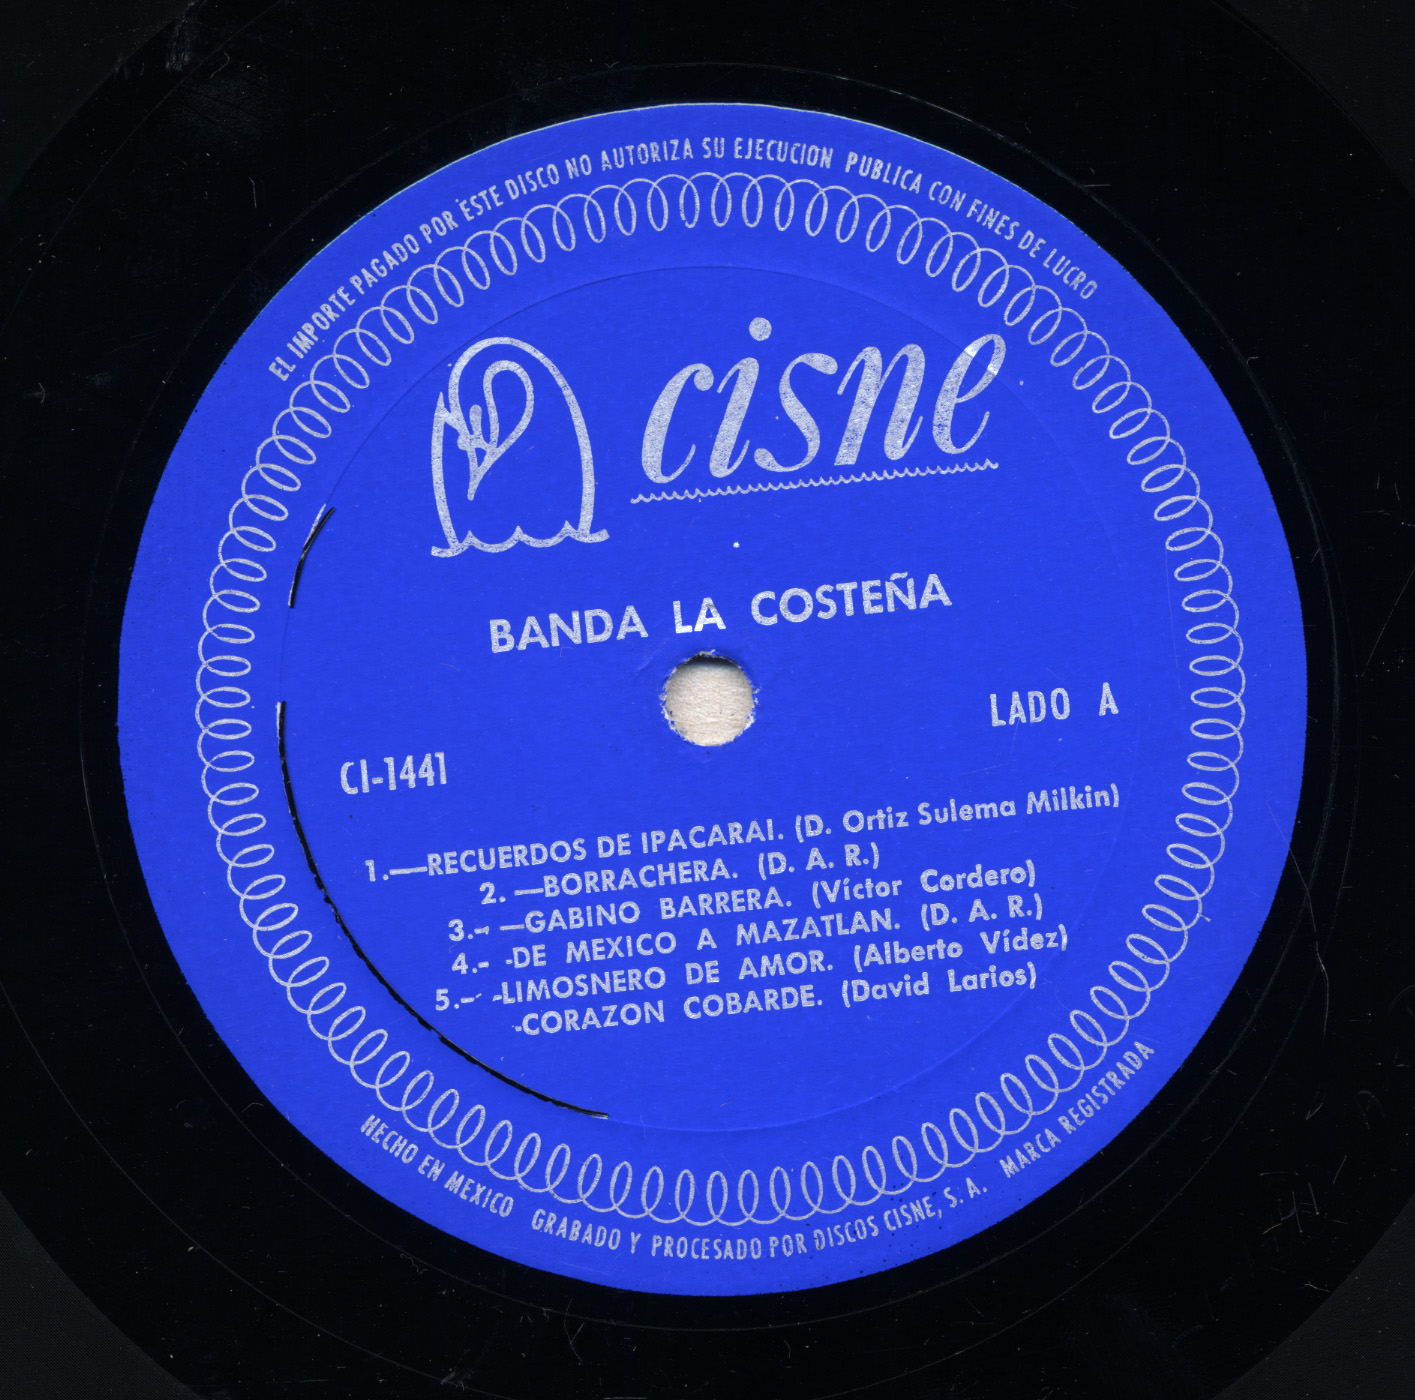 EL IMPORTE PAGADO POR ESTE DISCO NO AUTORIZA SU EJECUCION PUBLICA CON FINES DE LUCRO
cisne
BANDA LA COSTEÑA
LADO A
CI-1441
1.—RECUERDOS DE IPACARAI. (D. Ortiz Sulema Milkin)
2. —BORRACHERA. (D. A. R.)
3.- —GABINO BARRERA. (Víctor Cordero)
4.- -DE MEXICO A MAZATLAN. (D. A. R.)
5.- -LIMOSNERO DE AMOR. (Alberto Vídez)
-CORAZON COBARDE. (David Larios)
HECHO EN MEXICO GRABADO Y PROCESADO POR DISCOS CISNE, S. A. MARCA REGISTRADA